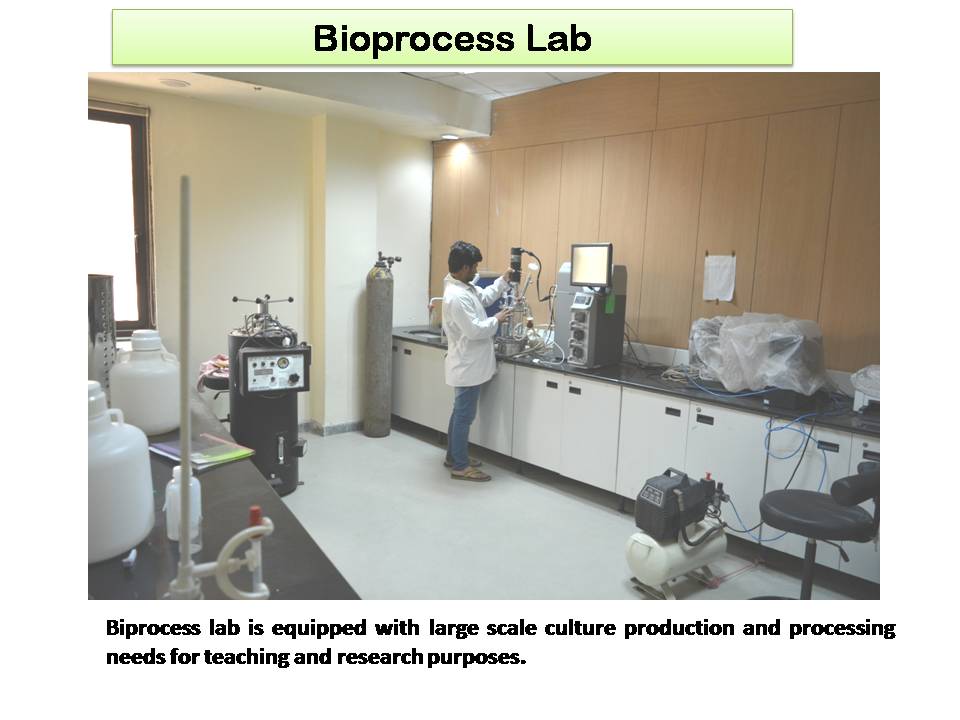 Bioprocess Lab
Biprocess lab is equipped with large scale culture production and processing
needs for teaching and research purposes.